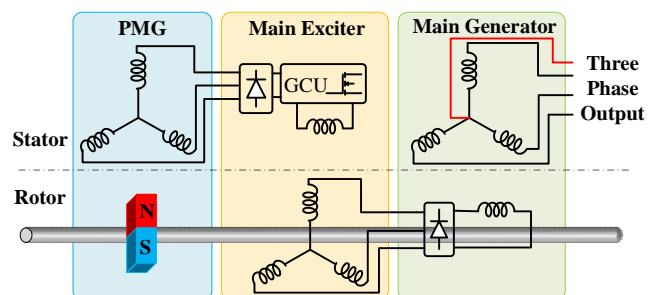 PMG
Main Exciter
Main Generator
GCU
Three
Phase
Output
Stator
Rotor
N
S